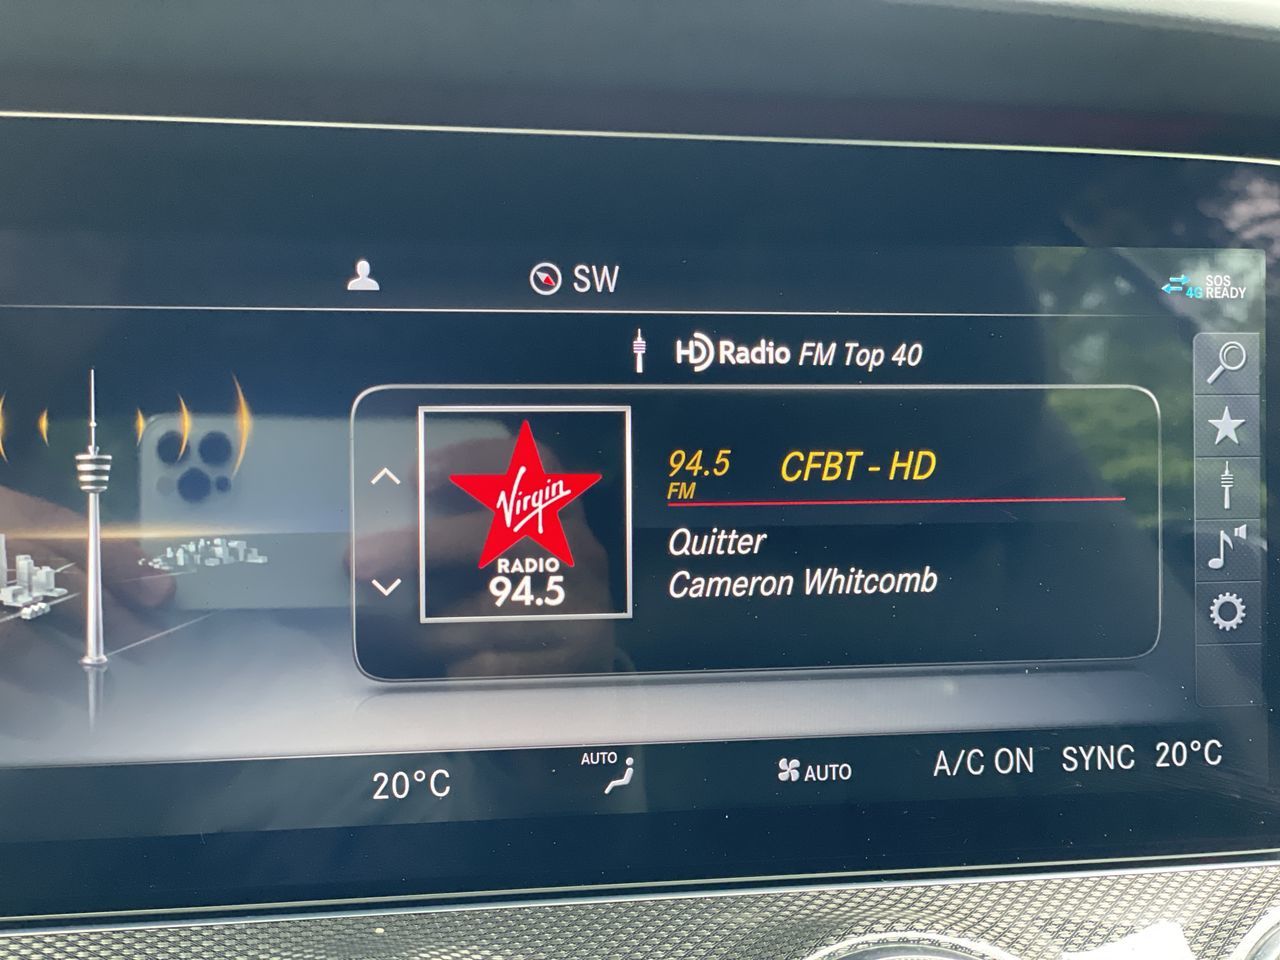 SW
4G
SOS
READY
HD Radio FM Top 40
Virgin
RADIO
94.5
94.5
FM
CFBT - HD
Quitter
Cameron Whitcomb
20°C
AUTO
AUTO
A/C ON
SYNC
20°C